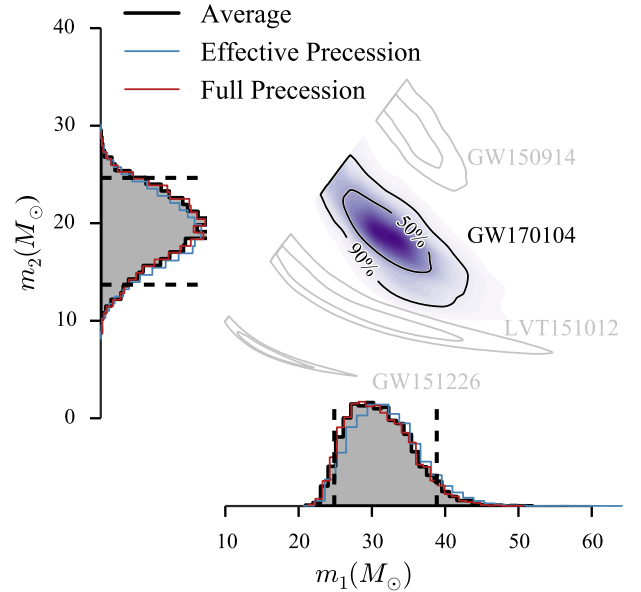 Average
Effective Precession
Full Precession
40
30
20
10
0
m₂(M⊙)
GW150914
GW170104
50%
90%
LVT151012
GW151226
10 20 30 40 50 60
m₁(M⊙)